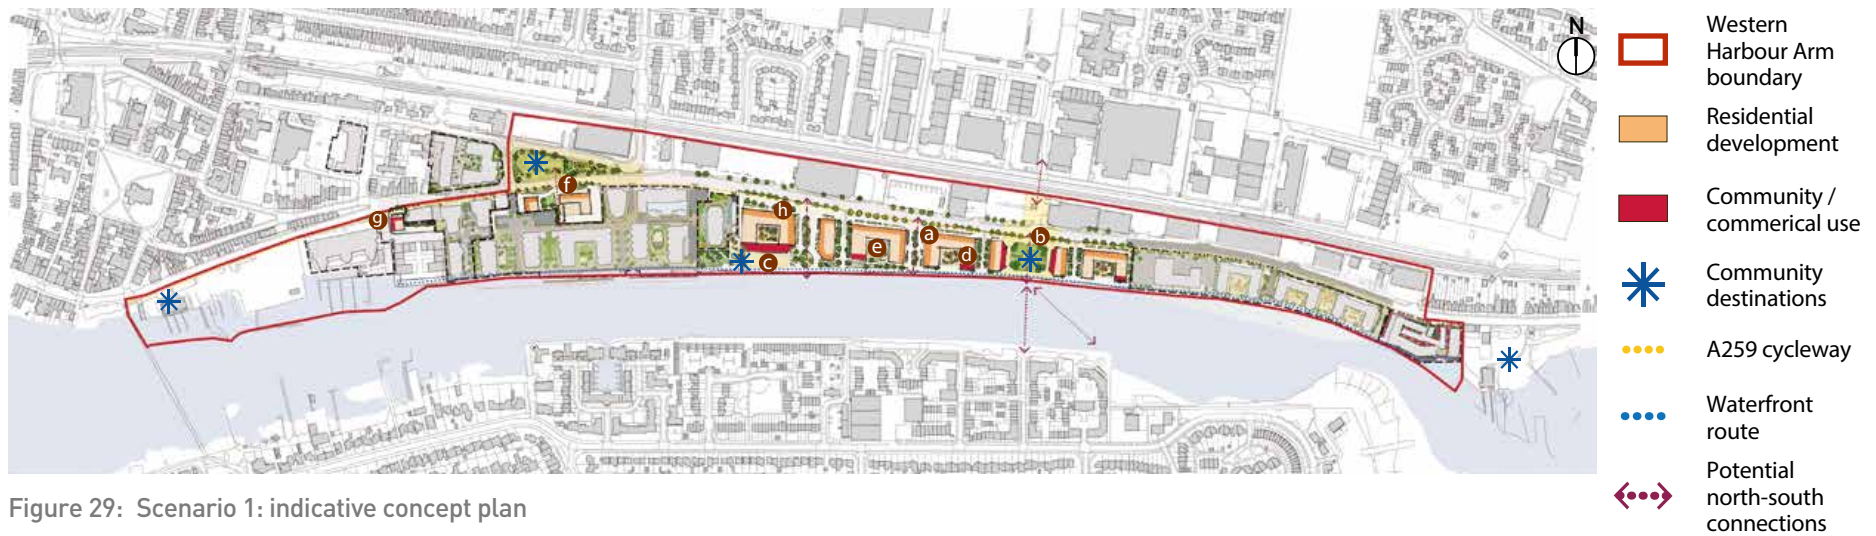 N
f
g
h
a
b
c
e
d
Western
Harbour Arm
boundary
Residential
development
Community /
commerical use
Community
destinations
A259 cycleway
Waterfront
route
Potential
north-south
connections
Figure 29: Scenario 1: indicative concept plan